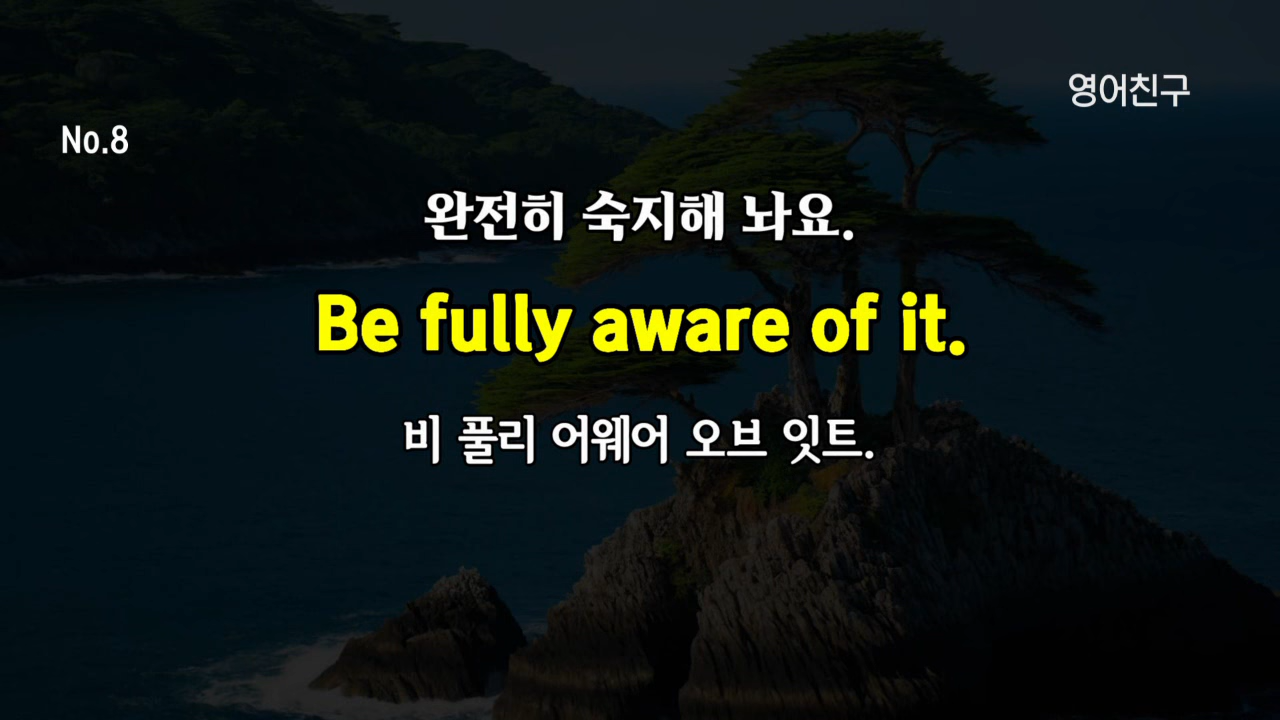 영어친구
No.8
완전히 숙지해 놔요.
Be fully aware of it.
비 풀리 어웨어 오브 잇트.